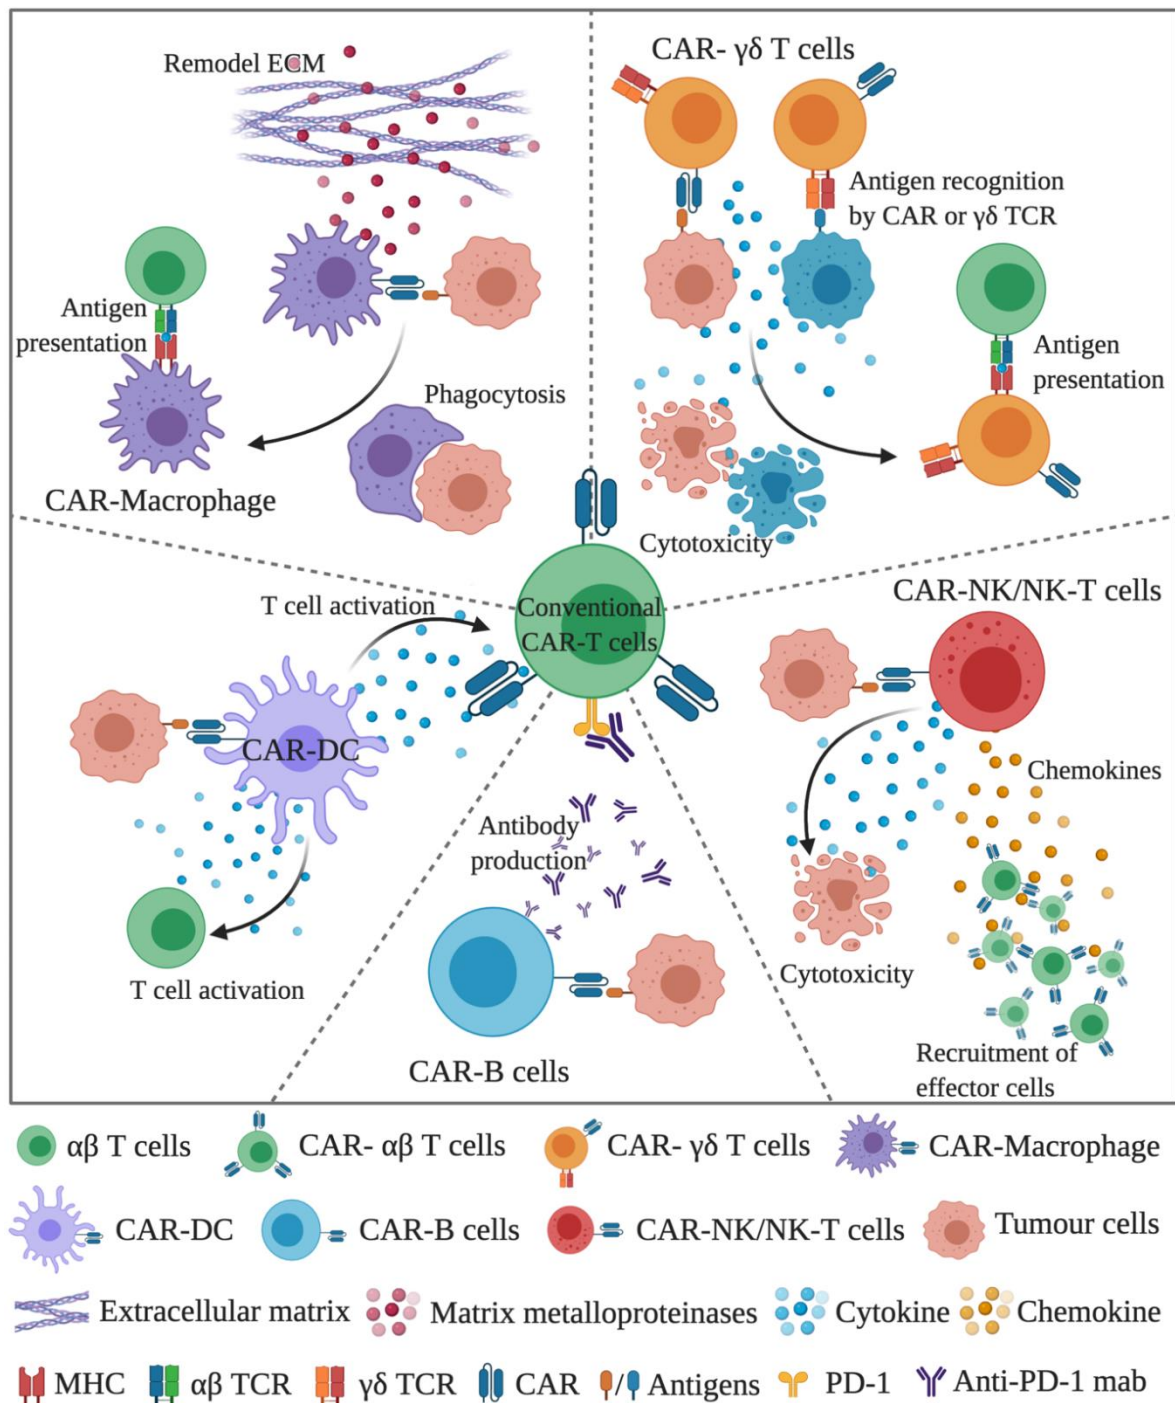 Remodel ECM
Antigen
presentation
Phagocytosis
CAR-Macrophage
CAR- γδ T cells
Antigen recognition
by CAR or γδ TCR
Antigen
presentation
Cytotoxicity
T cell activation
Conventional
CAR-T cells
CAR-DC
T cell activation
Antibody
production
CAR-B cells
CAR-NK/NK-T cells
Chemokines
Cytotoxicity
Recruitment of
effector cells
αβ T cells CAR- αβ T cells CAR- γδ T cells CAR-Macrophage
CAR-DC CAR-B cells CAR-NK/NK-T cells Tumour cells
Extracellular matrix Matrix metalloproteinases Cytokine Chemokine
MHC αβ TCR γδ TCR CAR / Antigens PD-1 Anti-PD-1 mab